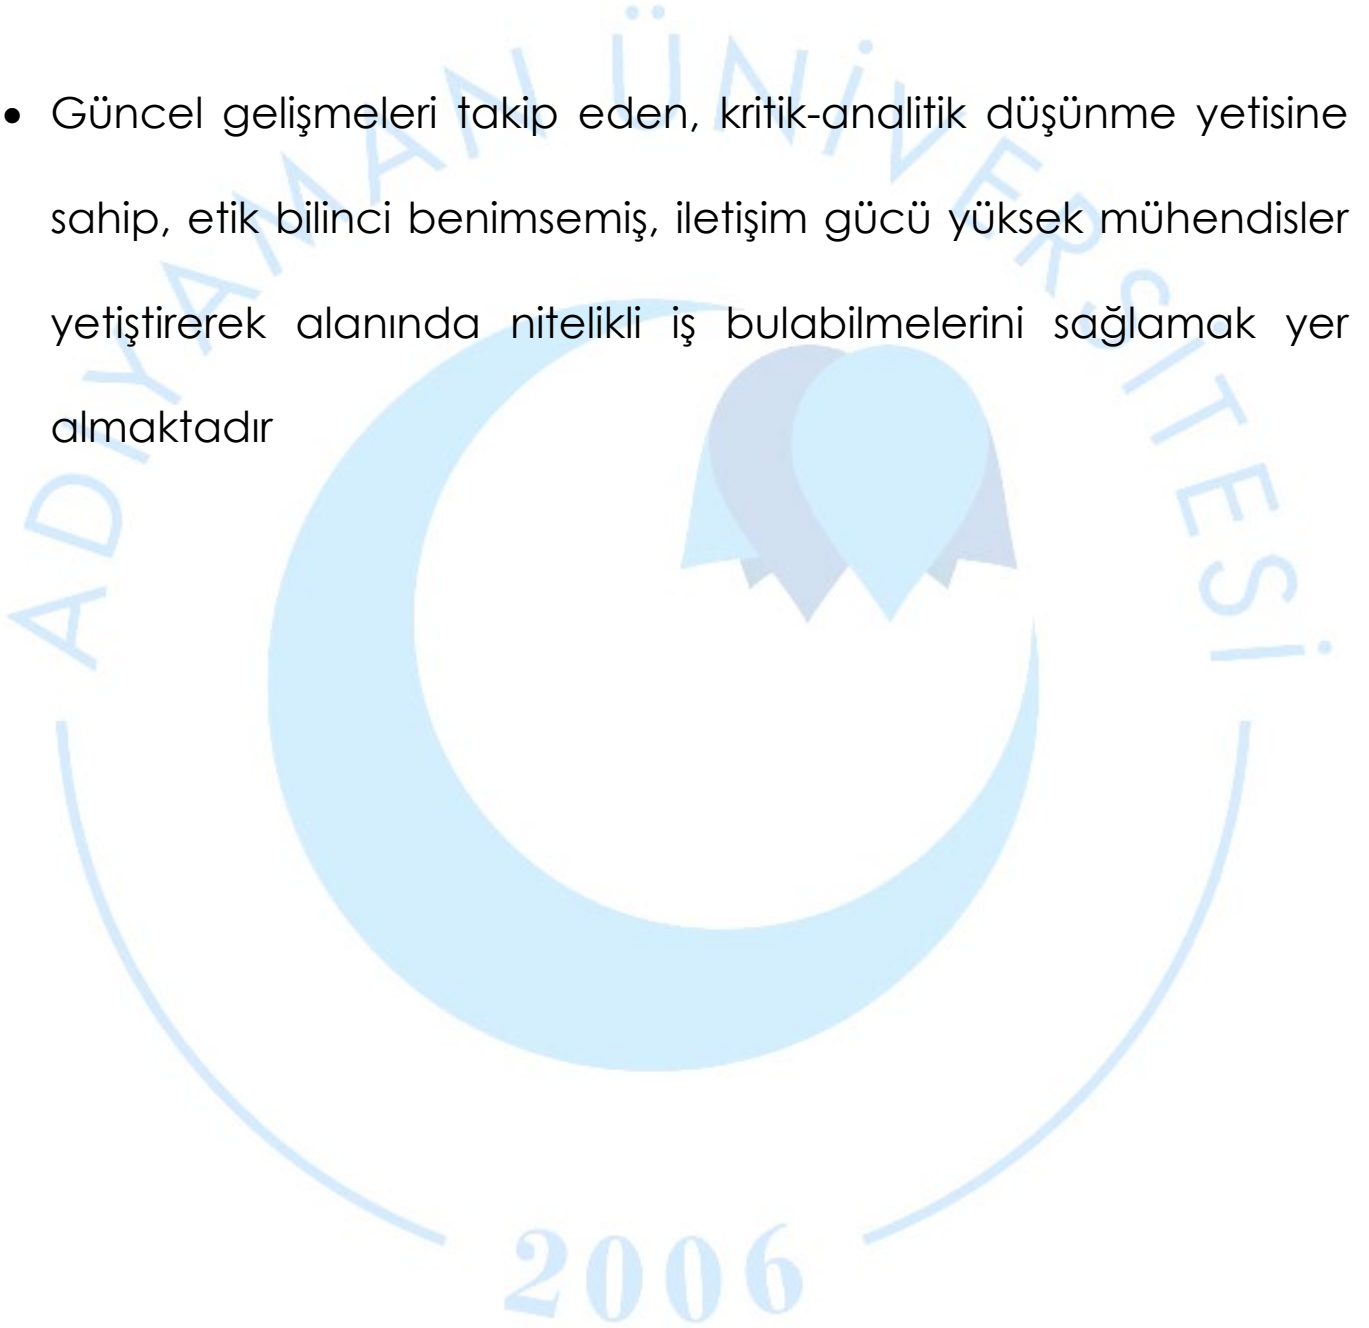 ADIYAMAN ÜNİVERSİTESİ
• Güncel gelişmeleri takip eden, kritik-analitik düşünme yetisine
sahip, etik bilinci benimsemiş, iletişim gücü yüksek mühendisler
yetiştirerek alanında nitelikli iş bulabilmelerini sağlamak yer
almaktadır
2006